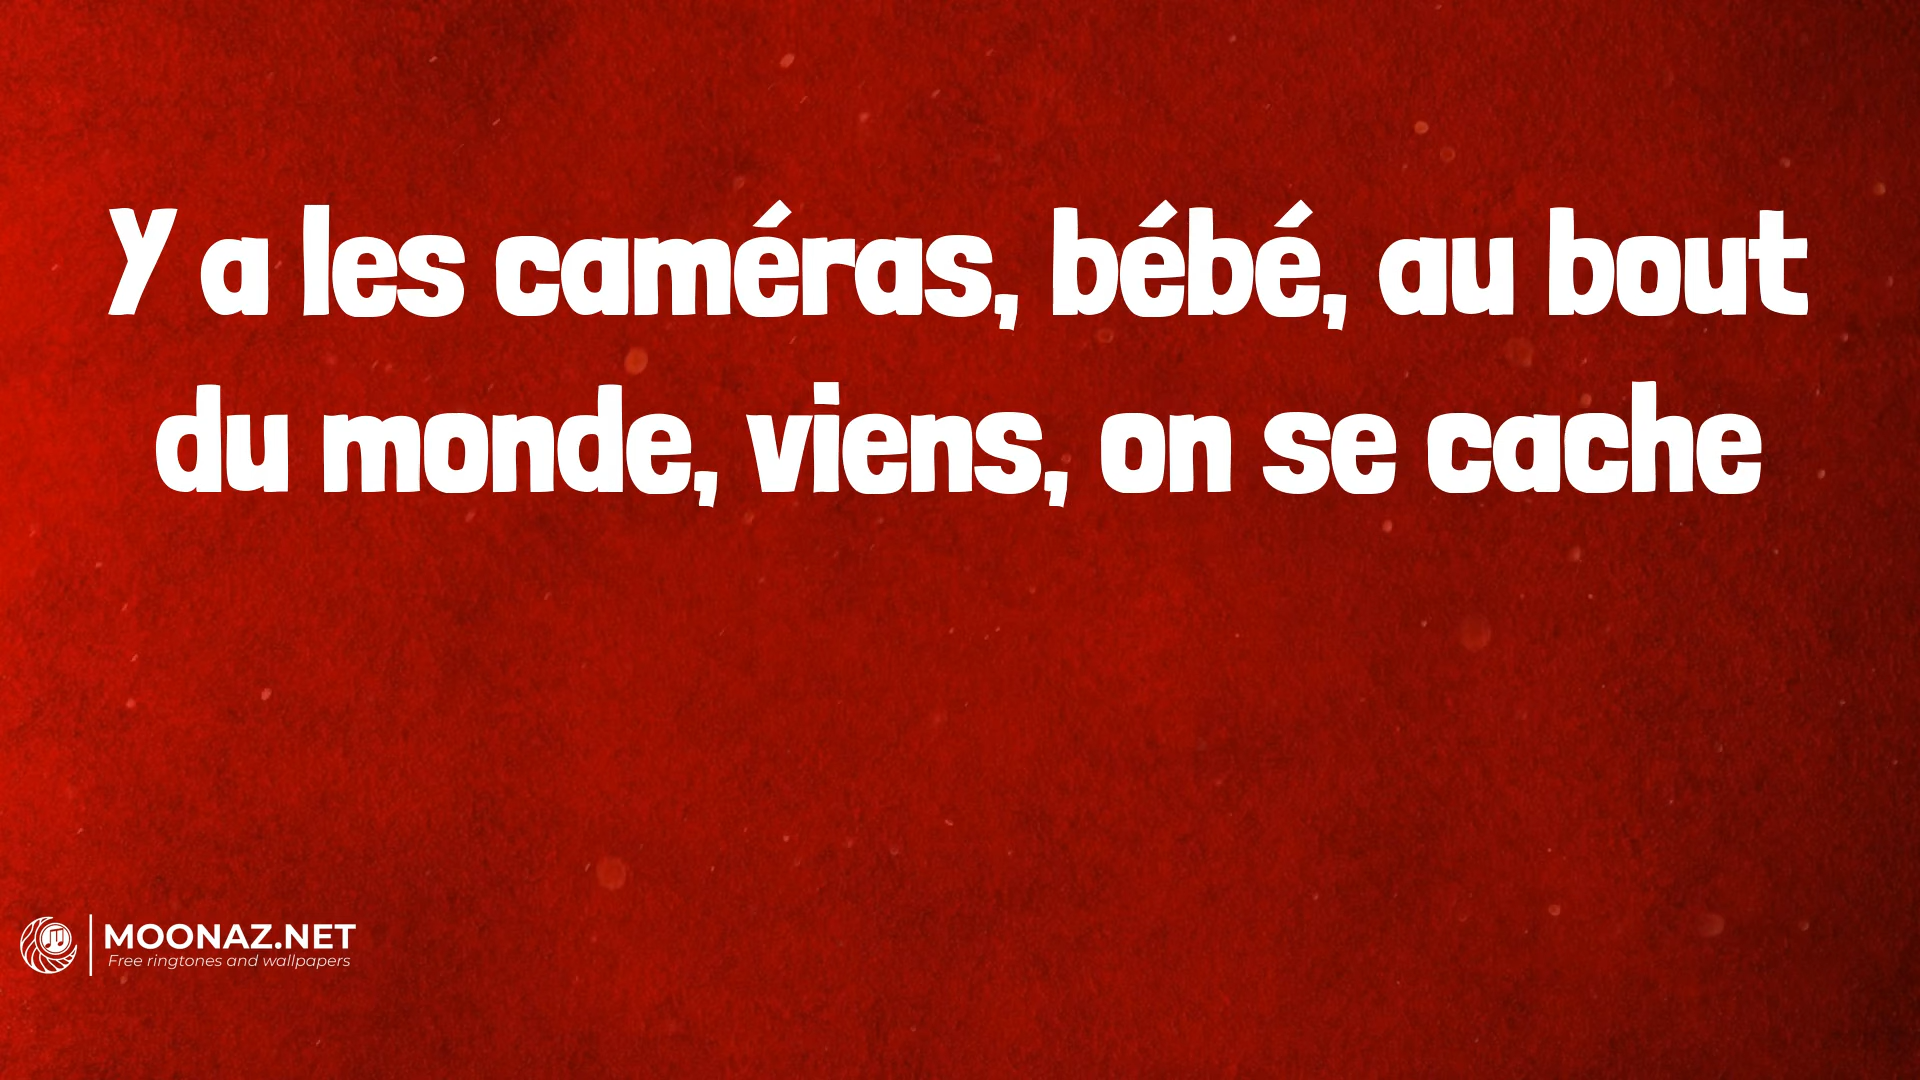 Y a les caméras, bébé, au bout
du monde, viens, on se cache
MOONAZ.NET
Free ringtones and wallpapers